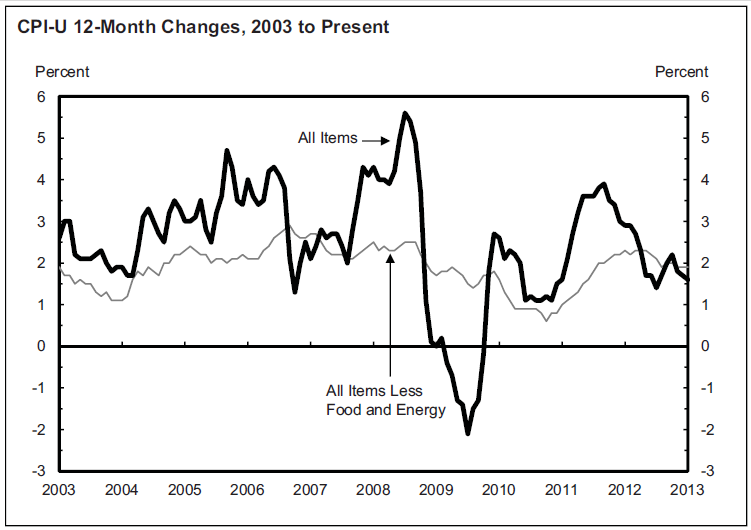 CPI-U 12-Month Changes, 2003 to Present
Percent Percent
6 6
5 5
All Items
4 4
3 3
2 2
1 1
0 0
-1 -1
All Items Less
Food and Energy
-2 -2
-3 -3
2003 2004 2005 2006 2007 2008 2009 2010 2011 2012 2013